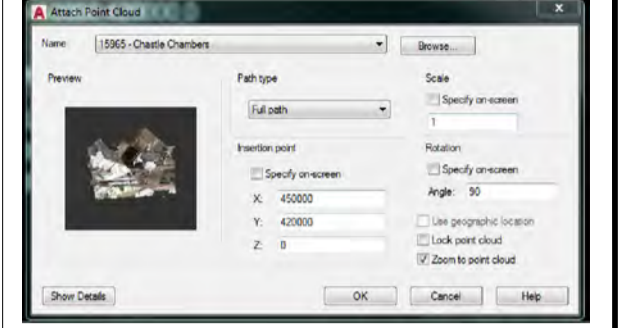 Attach Point Cloud
Name
15965 - Chastle Chambers
Browse...
Preview
Path type
Full path
Scale
Specify on-screen
1
Insertion point
Specify on-screen
X: 450000
Y: 420000
Z: 0
Rotation
Specify on-screen
Angle: 90
Use geographic location
Lock point cloud
Zoom to point cloud
Show Details
OK
Cancel
Help